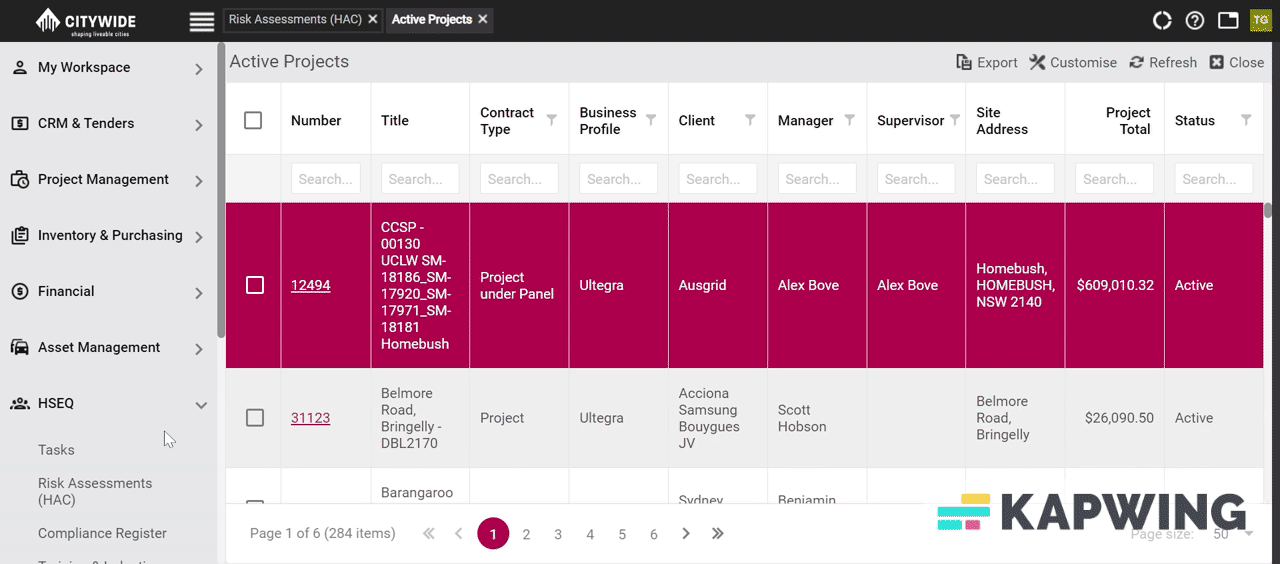 CITYWIDE
shaping liveable cities
Risk Assessments (HAC)
Active Projects
TG
My Workspace
CRM & Tenders
Project Management
Inventory & Purchasing
Financial
Asset Management
HSEQ
Tasks
Risk Assessments
(HAC)
Compliance Register
Active Projects
Export
Customise
Refresh
Close
Number
Title
Contract
Type
Business
Profile
Client
Manager
Supervisor
Site
Address
Project
Total
Status
Search...
Search...
Search...
Search...
Search...
Search...
Search...
Search...
Search...
Search...
12494
CCSP -
00130
UCLW SM-
18186_SM-
17920_SM-
17971_SM-
18181
Homebush
Project
under Panel
Ultegra
Ausgrid
Alex Bove
Alex Bove
Homebush,
HOMEBUSH,
NSW 2140
$609,010.32
Active
31123
Belmore
Road,
Bringelly -
DBL2170
Project
Ultegra
Acciona
Samsung
Bouygues
JV
Scott
Hobson
Belmore
Road,
Bringelly
$26,090.50
Active
Barangaroo
Sydney
Benjamin
Page 1 of 6 (284 items)
1
2
3
4
5
6
Page size:
50
KAPWING